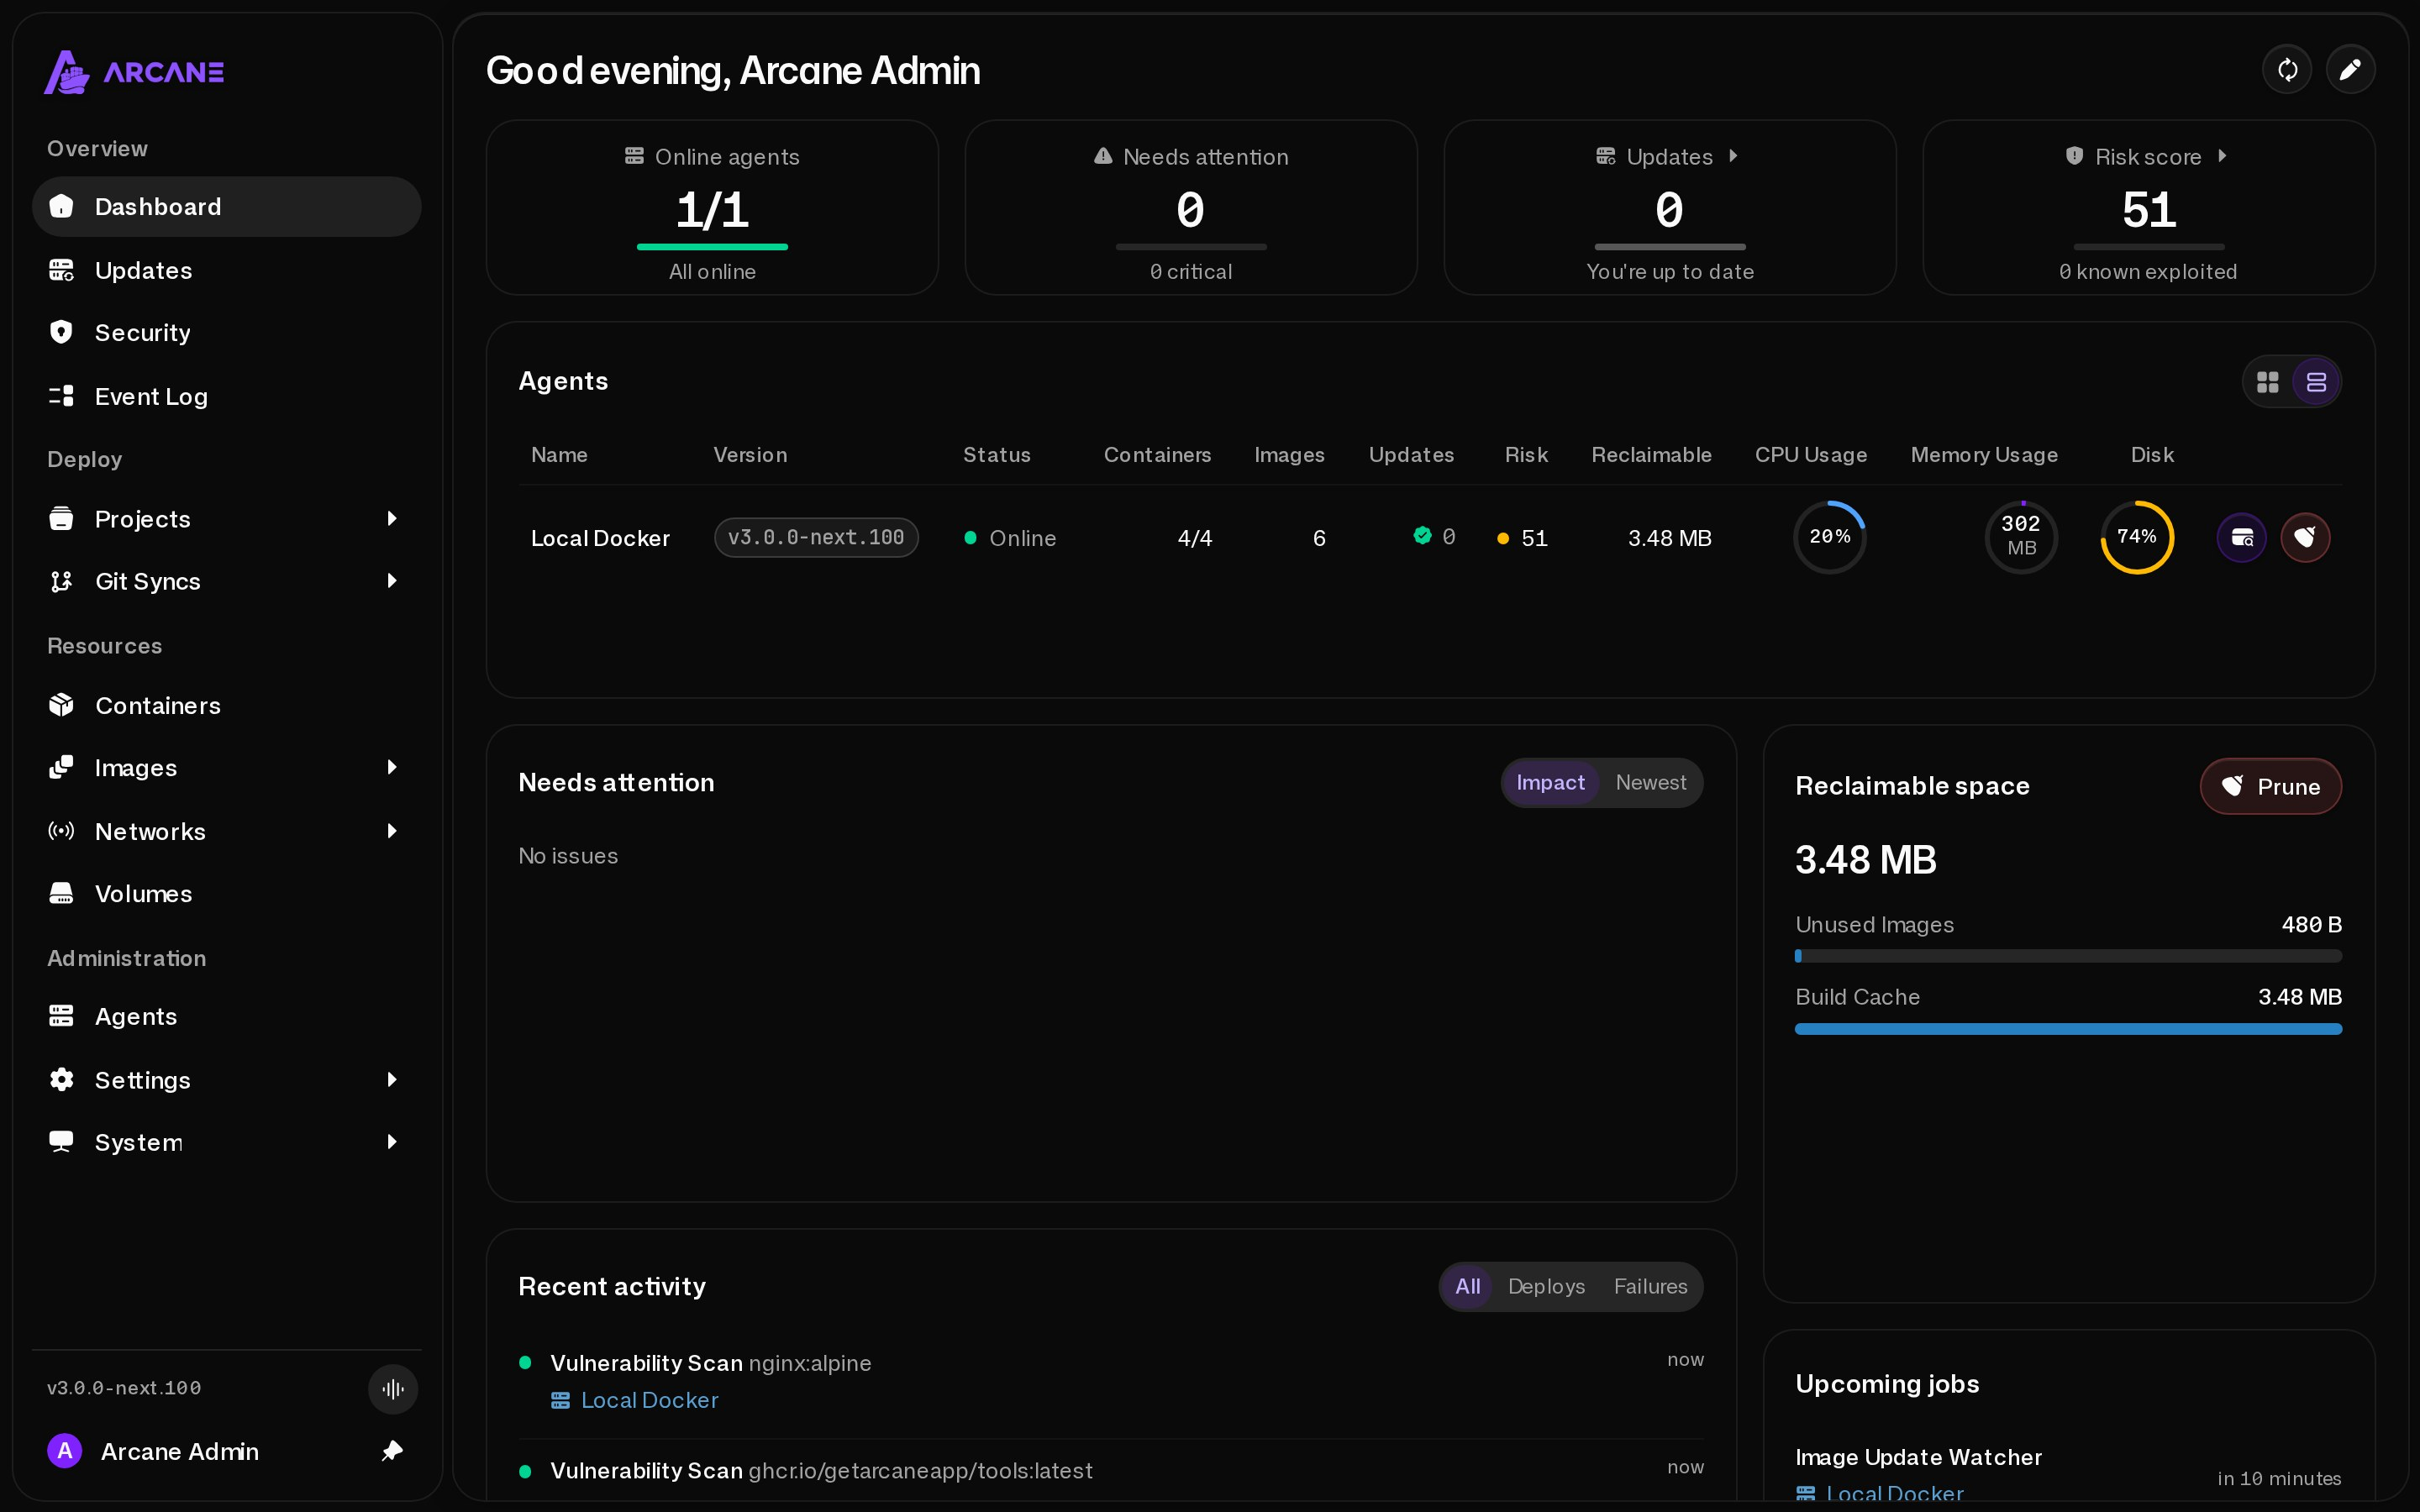 ARCANE
Overview
Dashboard
Updates
Security
Event Log
Deploy
Projects
Git Syncs
Resources
Containers
Images
Networks
Volumes
Administration
Agents
Settings
System
v3.0.0-next.100
A Arcane Admin
Good evening, Arcane Admin
Online agents
1/1
All online
Needs attention
0
0 critical
Updates
0
You're up to date
Risk score
51
0 known exploited
Agents
Name Version Status Containers Images Updates Risk Reclaimable CPU Usage Memory Usage Disk
Local Docker v3.0.0-next.100 Online 4/4 6 0 51 3.48 MB 20% 302 MB 74%
Needs attention
Impact Newest
No issues
Reclaimable space
Prune
3.48 MB
Unused Images 480 B
Build Cache 3.48 MB
Recent activity
All Deploys Failures
Vulnerability Scan nginx:alpine now
Local Docker
Vulnerability Scan ghcr.io/getarcaneapp/tools:latest now
Upcoming jobs
Image Update Watcher
in 10 minutes
Local Docker